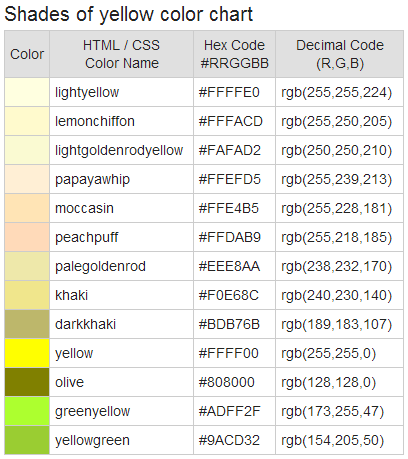 Shades of yellow color chart
Color HTML / CSS Color Name Hex Code #RRGGBB Decimal Code (R,G,B)
lightyellow #FFFFE0 rgb(255,255,224)
lemonchiffon #FFFACD rgb(255,250,205)
lightgoldenrodyellow #FAFAD2 rgb(250,250,210)
papayawhip #FFEFD5 rgb(255,239,213)
moccasin #FFE4B5 rgb(255,228,181)
peachpuff #FFDAB9 rgb(255,218,185)
palegoldenrod #EEE8AA rgb(238,232,170)
khaki #F0E68C rgb(240,230,140)
darkkhaki #BDB76B rgb(189,183,107)
yellow #FFFF00 rgb(255,255,0)
olive #808000 rgb(128,128,0)
greenyellow #ADFF2F rgb(173,255,47)
yellowgreen #9ACD32 rgb(154,205,50)